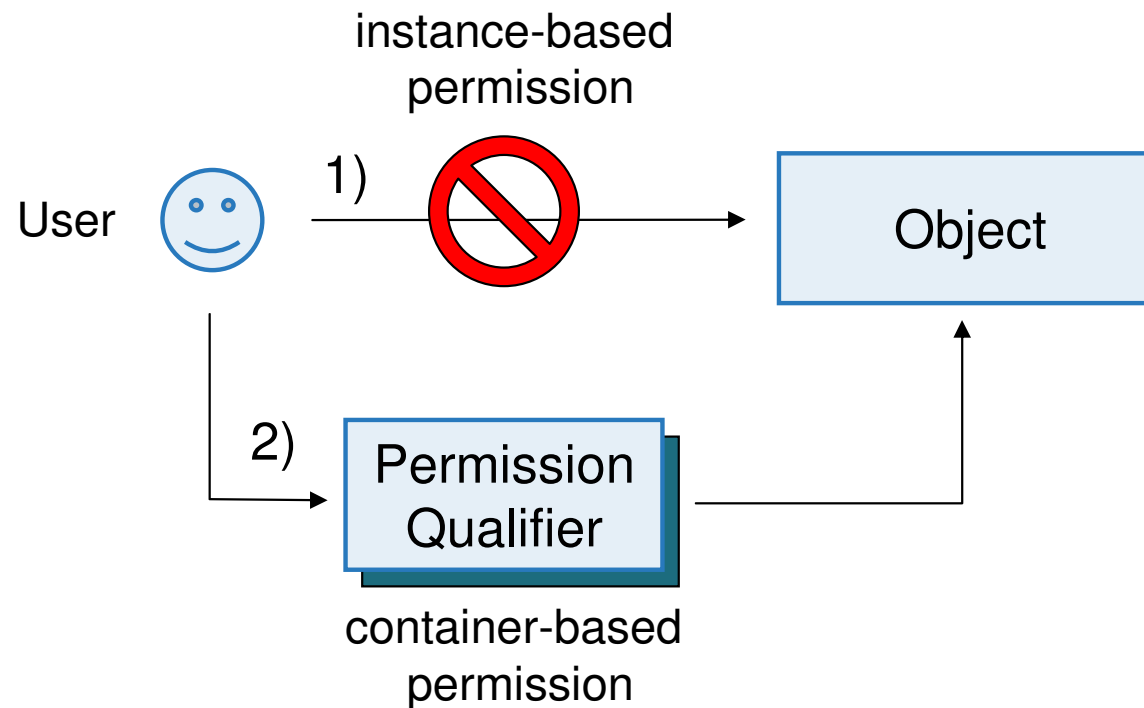 instance-based
permission
1)
User
Object
2)
Permission
Qualifier
container-based
permission